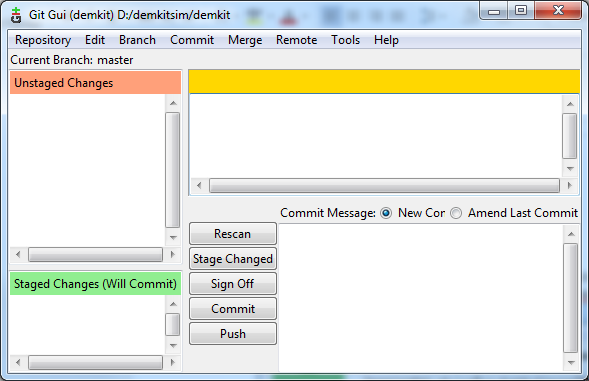 Git Gui (demkit) D:/demkitsim/demkit
Repository Edit Branch Commit Merge Remote Tools Help
Current Branch: master
Unstaged Changes
Commit Message: New Cor Amend Last Commit
Rescan
Stage Changed
Staged Changes (Will Commit)
Sign Off
Commit
Push